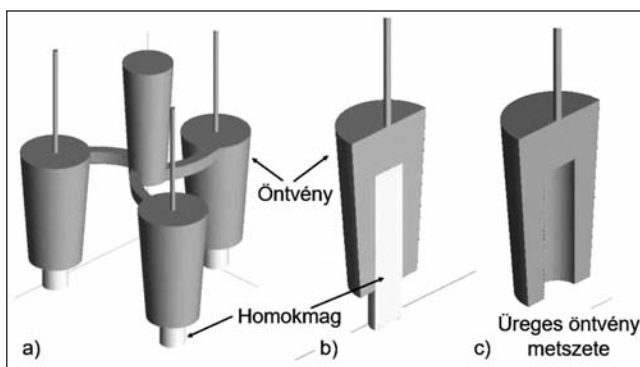 Öntvény
Homokmag
a)
b)
c)
Üreges öntvény
metszete